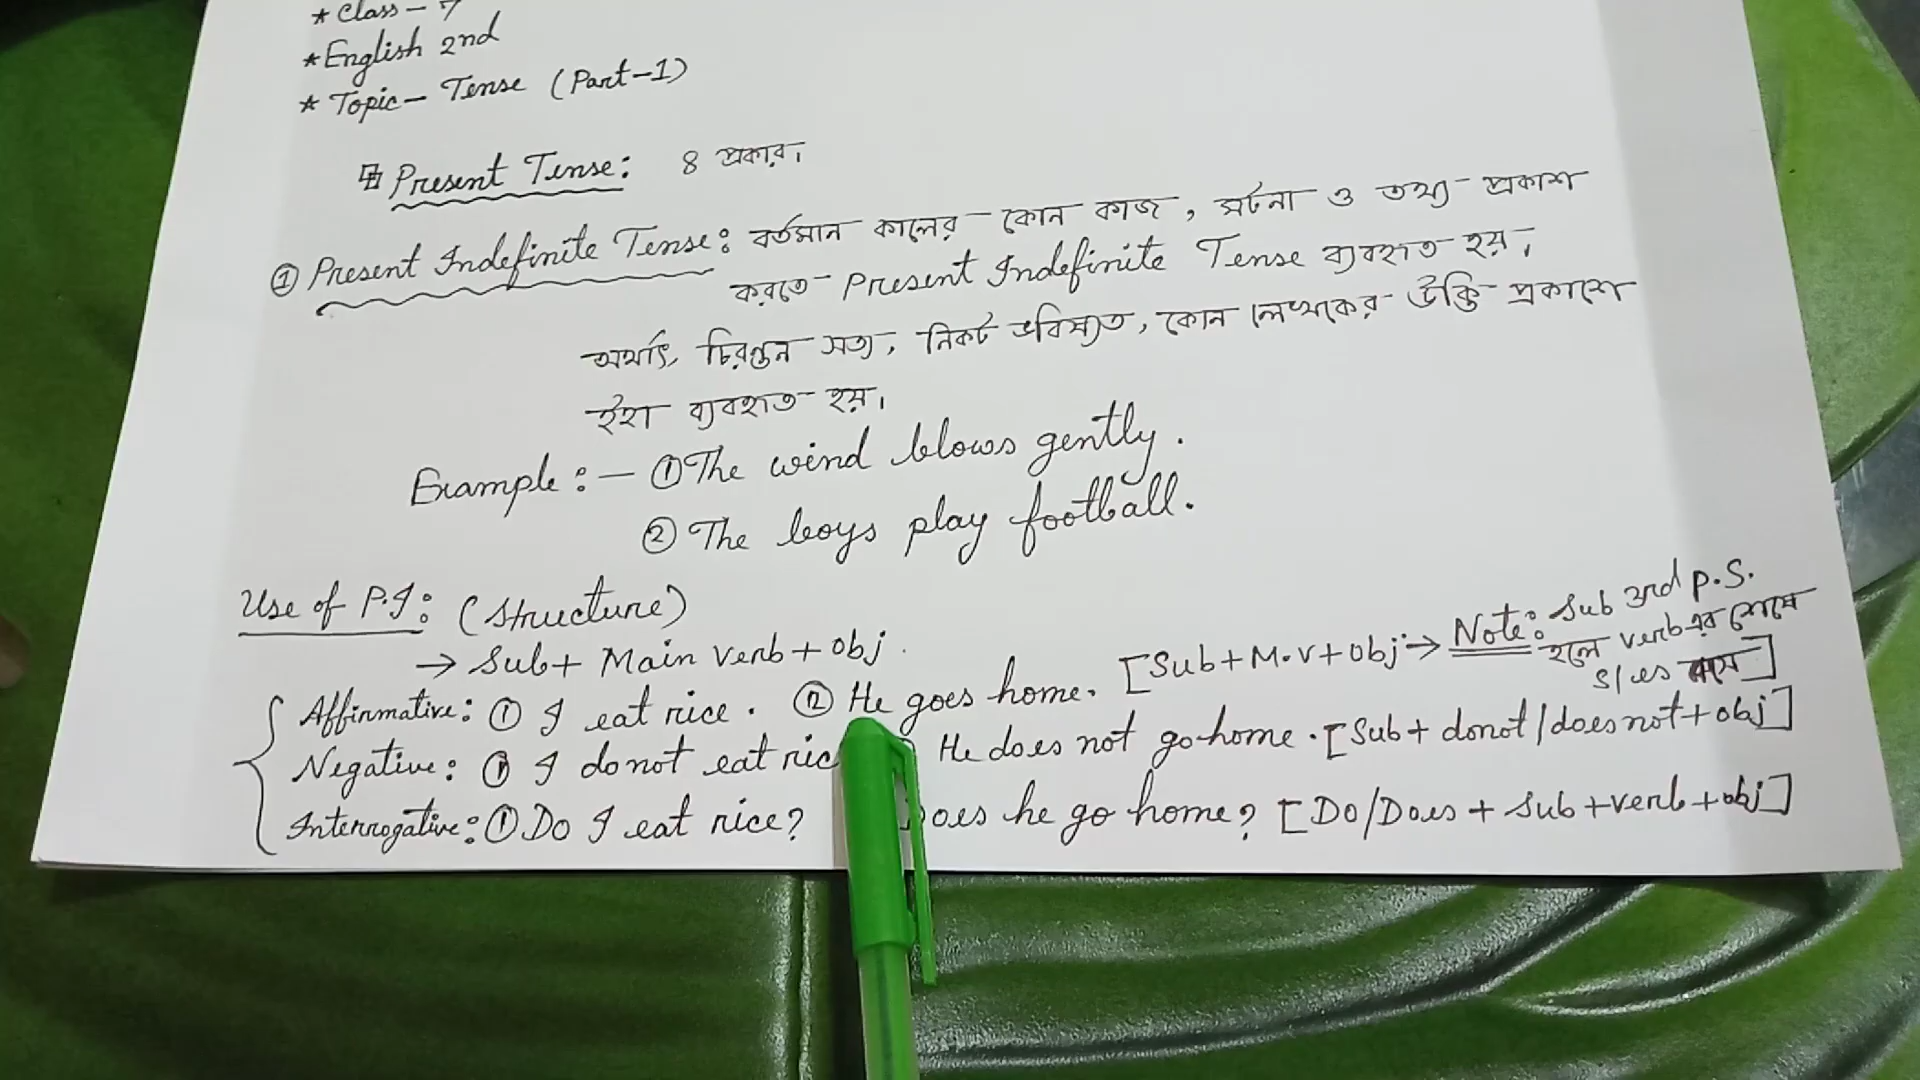 * Class - 7
* English 2nd
* Topic - Tense (Part-1)
Present Tense: ৪ প্রকার।
① Present Indefinite Tense: বর্তমান কালের কোন কাজ, ঘটনা ও তথ্য প্রকাশ
করতে Present Indefinite Tense ব্যবহৃত হয়।
অর্থাৎ, চিরন্তন সত্য, নিকট ভবিষ্যত, কোন লেখকের উক্তি প্রকাশে
ইহা ব্যবহৃত হয়।
Example:- ① The wind blows gently.
② The boys play football.
Use of P.I: (Structure)
→ Sub + Main verb + obj.
Affirmative: ① I eat rice. ② He goes home. [Sub + M.v + obj → Note: Sub 3rd P.S.
হলে verb এর শেষে
s/es বসে]
Negative: ① I do not eat ric He does not go home. [Sub + donot/does not + obj]
Interrogative: ① Do I eat rice? oes he go home? [Do/Does + Sub + verb + obj]